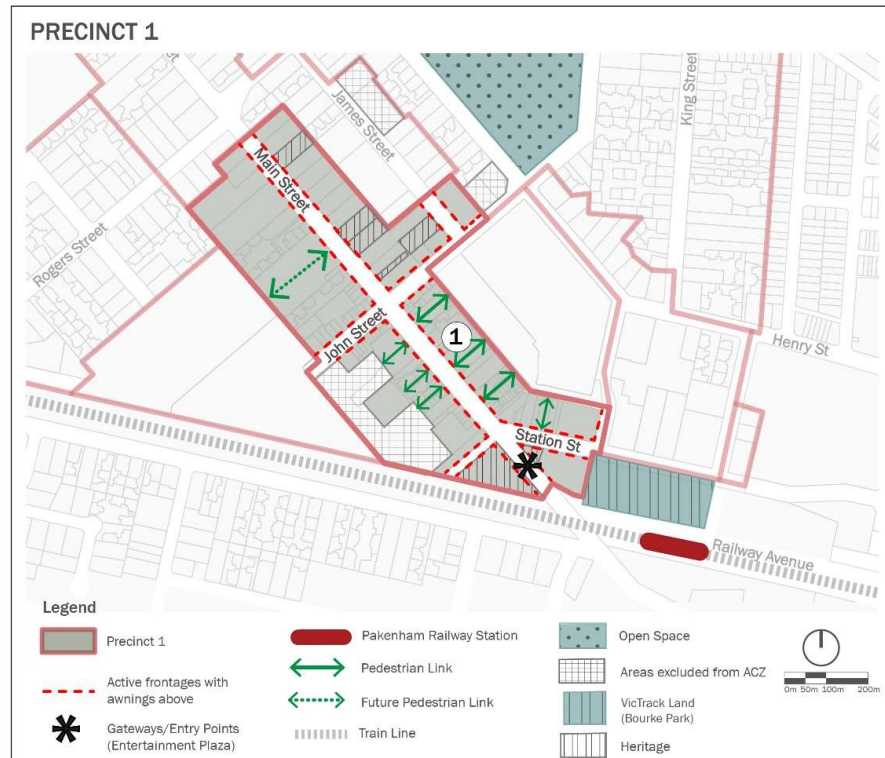 PRECINCT 1
James Street
King Street
Main Street
Rogers Street
John Street
1
Henry St
Station St
Railway Avenue
Legend
Precinct 1
Active frontages with
awnings above
Gateways/Entry Points
(Entertainment Plaza)
Pakenham Railway Station
Pedestrian Link
Future Pedestrian Link
Train Line
Open Space
Areas excluded from ACZ
VicTrack Land
(Bourke Park)
Heritage
0m 50m 100m 200m